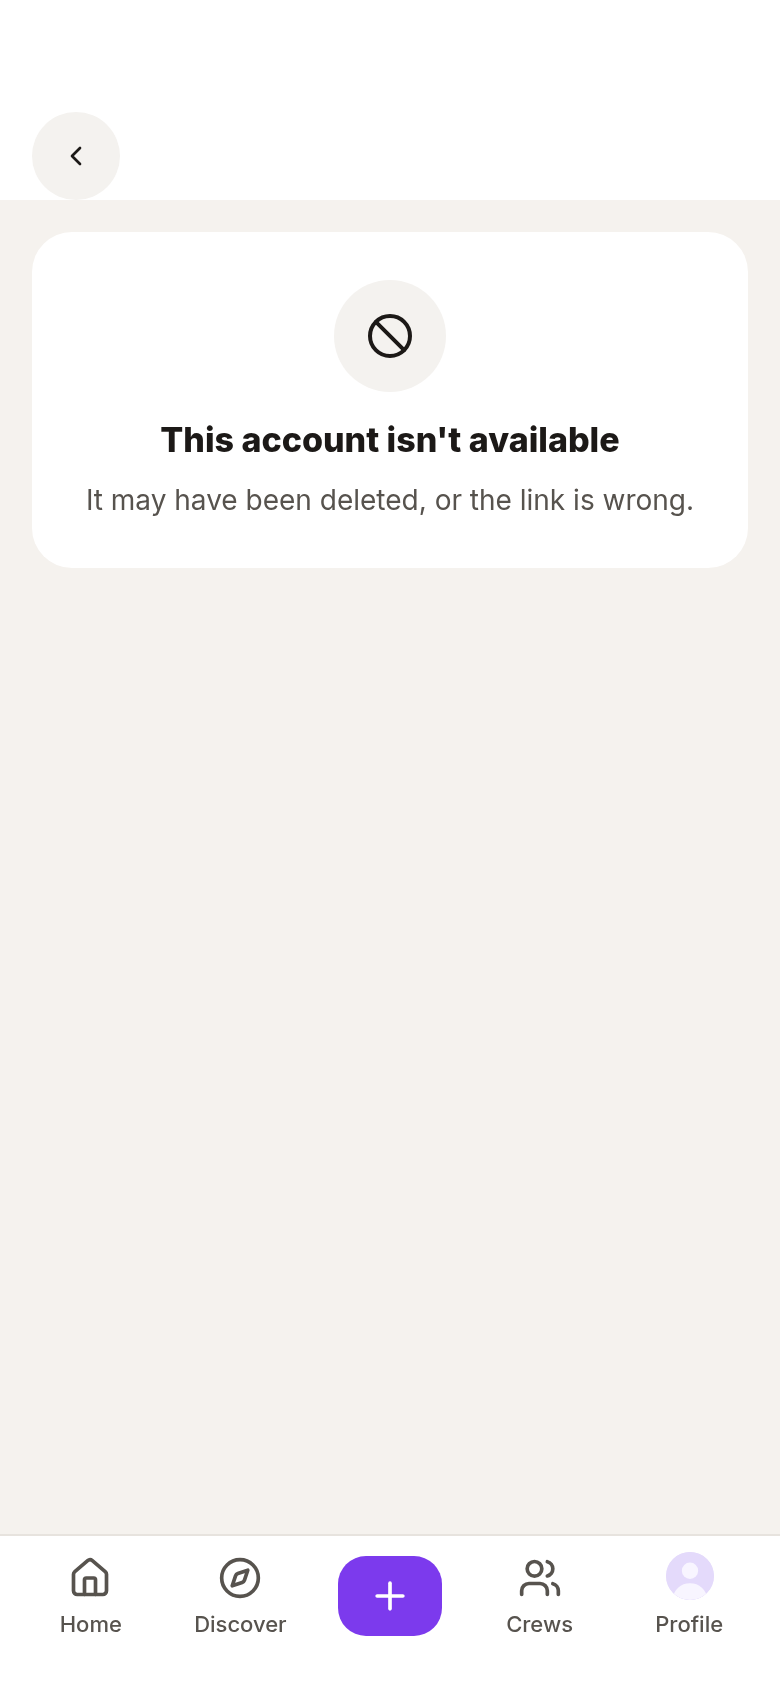 This account isn't available
It may have been deleted, or the link is wrong.
Home
Discover
Crews
Profile